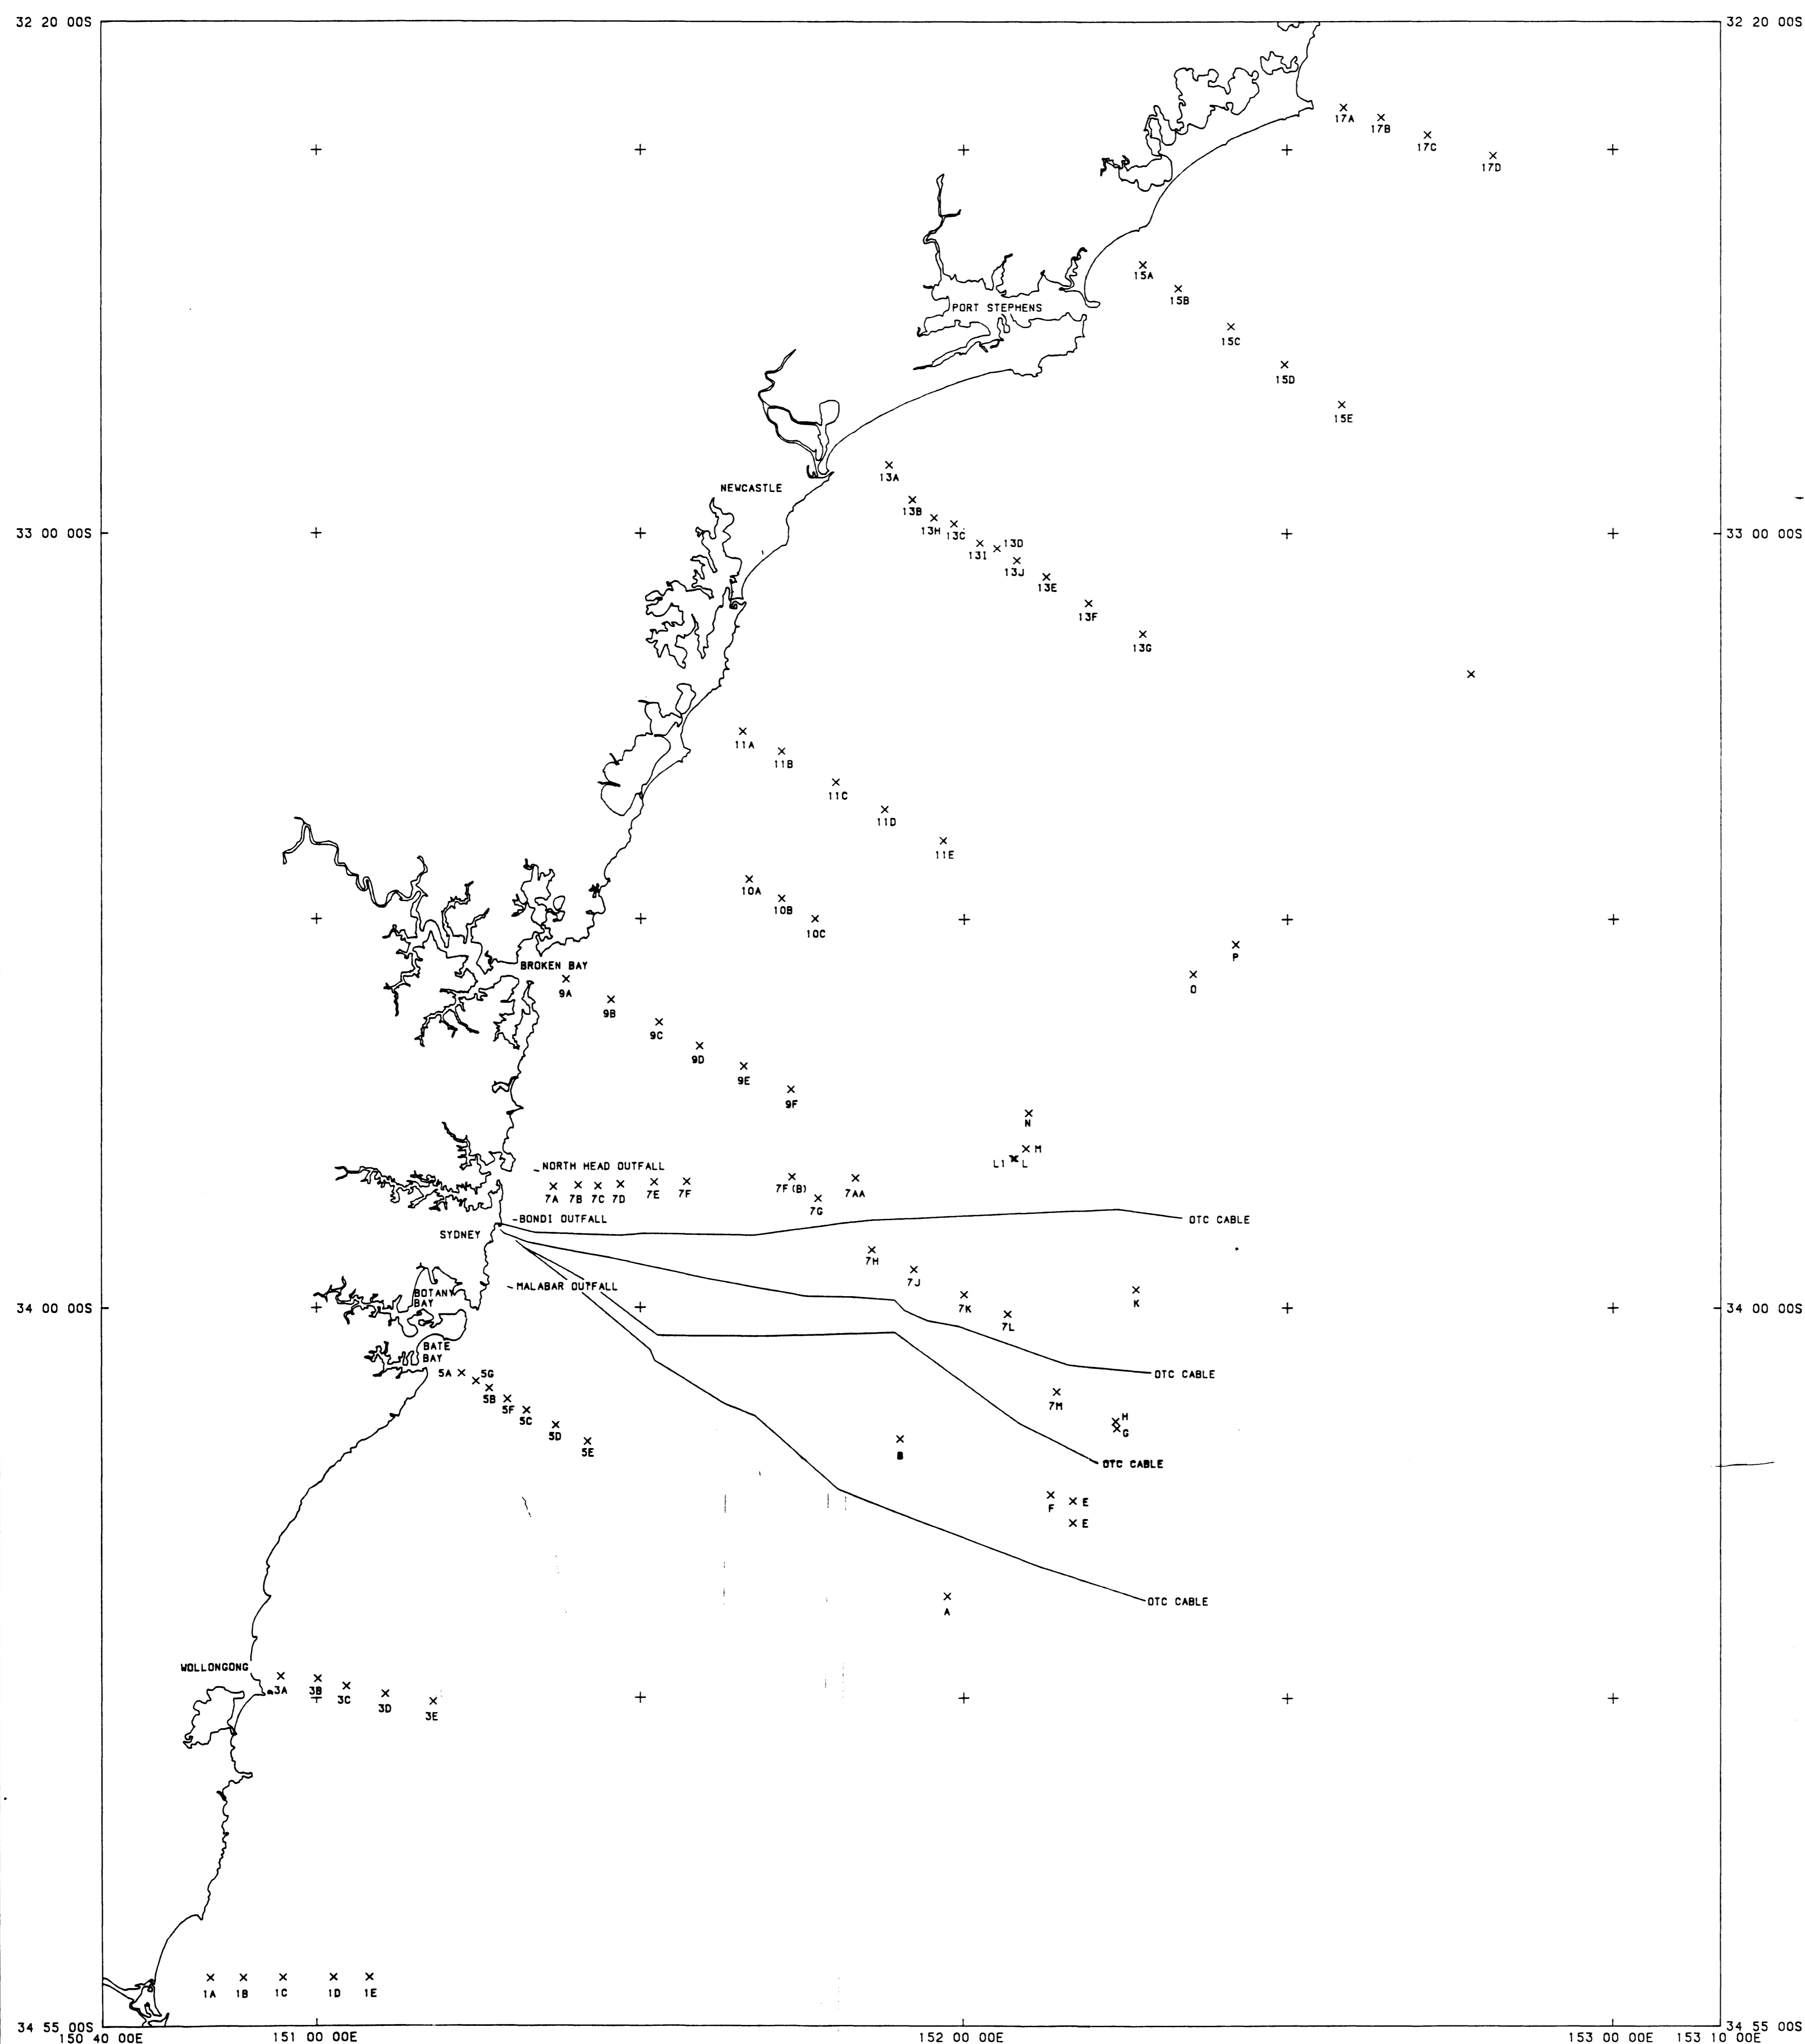 32 20 00S
32 20 00S
17A
17B
17C
17D
15A
15B
PORT STEPHENS
15C
15D
15E
13A
NEWCASTLE
13B
13H
13C
33 00 00S
33 00 00S
13I
13D
13J
13E
13F
13G
11A
11B
11C
11D
11E
10A
10B
10C
P
BROKEN BAY
O
9A
9B
9C
9D
9E
9F
N
M
L1
L
NORTH HEAD OUTFALL
7A
7B
7C
7D
7E
7F
7F(B)
7AA
7G
BONDI OUTFALL
OTC CABLE
SYDNEY
7H
7J
MALABAR OUTFALL
BOTANY
BAY
7K
K
34 00 00S
34 00 00S
7L
BATE
BAY
5A
5G
OTC CABLE
5B
5F
7M
5C
H
5D
G
5E
B
OTC CABLE
F
E
E
OTC CABLE
A
WOLLONGONG
3A
3B
3C
3D
3E
1A
1B
1C
1D
1E
34 55 00S
34 55 00S
150 40 00E
151 00 00E
152 00 00E
153 00 00E
153 10 00E